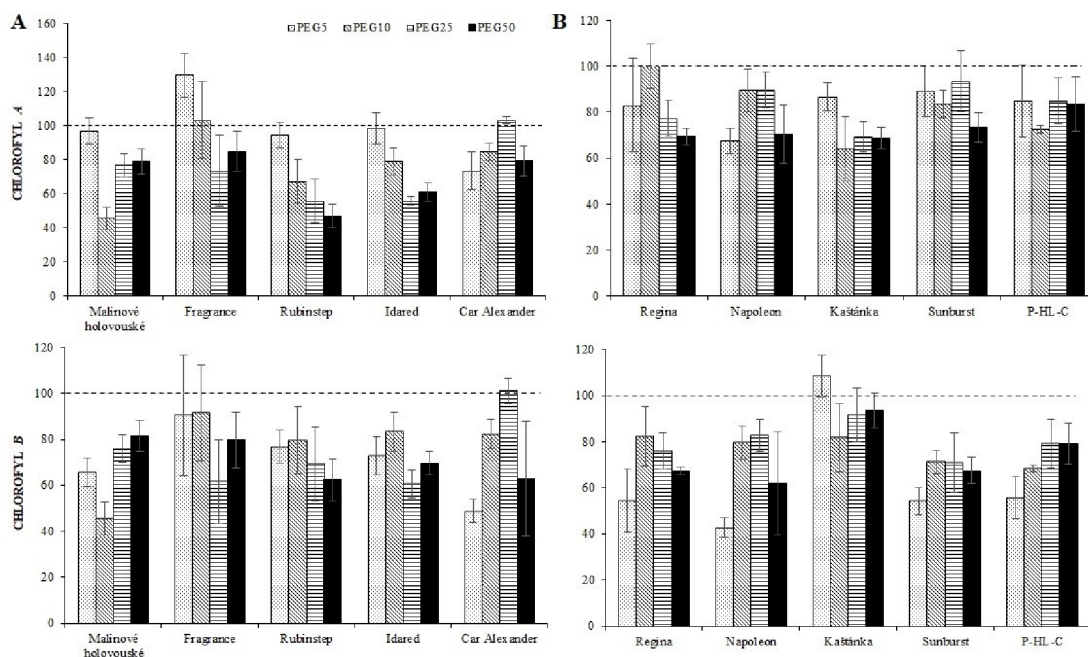 A
B
PEG5 PEG10 PEG25 PEG50
CHLOROFYL A
160
140
120
100
80
60
40
20
0
Malinové holovouské
Fragrance
Rubinstep
Idared
Car Alexander
120
100
80
60
40
20
0
Regina
Napoleon
Kaštánka
Sunburst
P-HL-C
CHLOROFYL B
120
100
80
60
40
20
0
Malinové holovouské
Fragrance
Rubinstep
Idared
Car Alexander
120
100
80
60
40
20
0
Regina
Napoleon
Kaštánka
Sunburst
P-HL-C